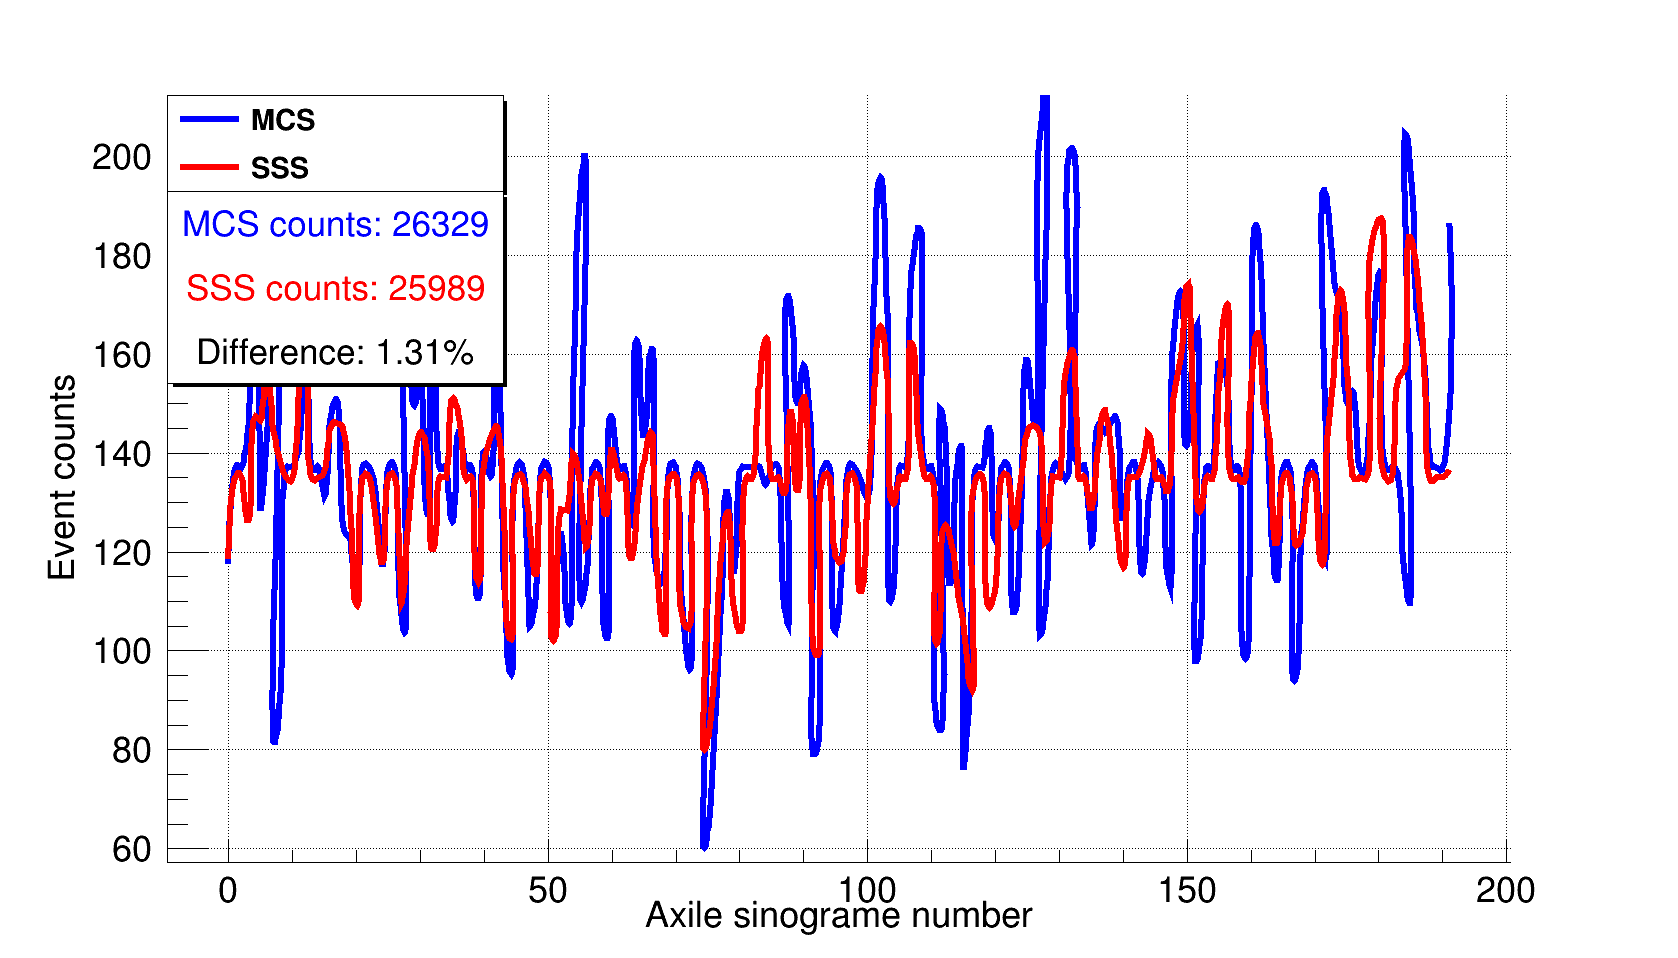 MCS
SSS
MCS counts: 26329
SSS counts: 25989
Difference: 1.31%
Event counts
200
180
160
140
120
100
80
60
0 50 100 150 200
Axile sinograme number